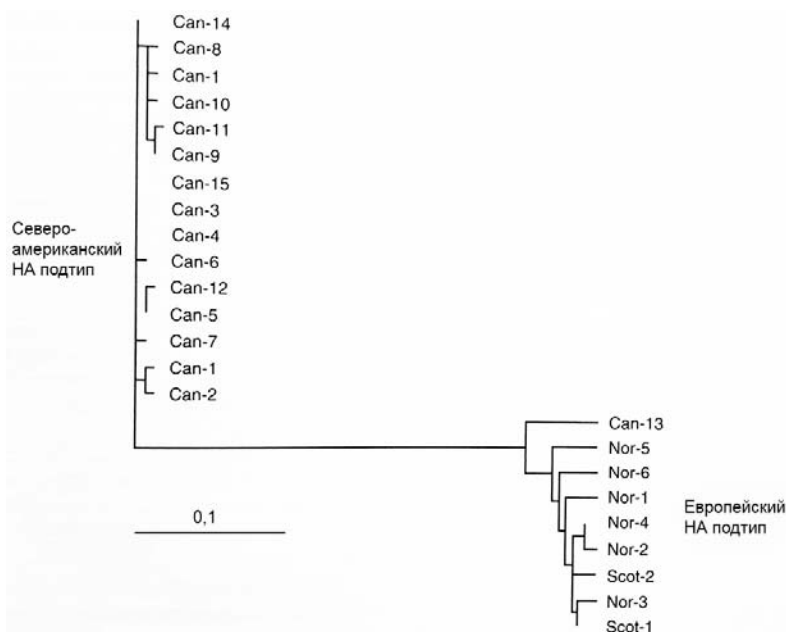 Can-14
Can-8
Can-1
Can-10
Can-11
Can-9
Can-15
Can-3
Can-4
Can-6
Can-12
Can-5
Can-7
Can-1
Can-2
Северо-
американский
НА подтип
Can-13
Nor-5
Nor-6
Nor-1
Nor-4
Nor-2
Scot-2
Nor-3
Scot-1
Европейский
НА подтип
0,1